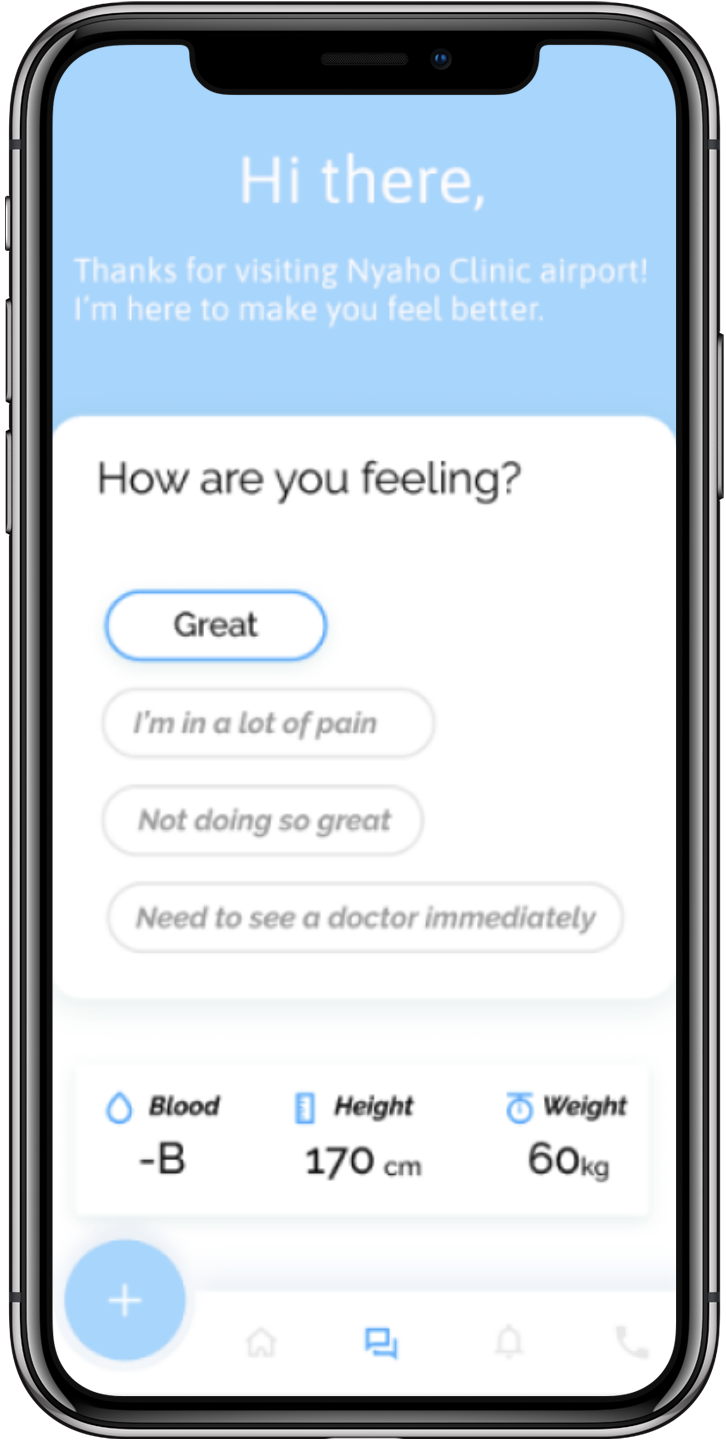 Hi there,
Thanks for visiting Nyaho Clinic airport!
I'm here to make you feel better.
How are you feeling?
Great
I'm in a lot of pain
Not doing so great
Need to see a doctor immediately
Blood Height Weight
-B 170 cm 60kg